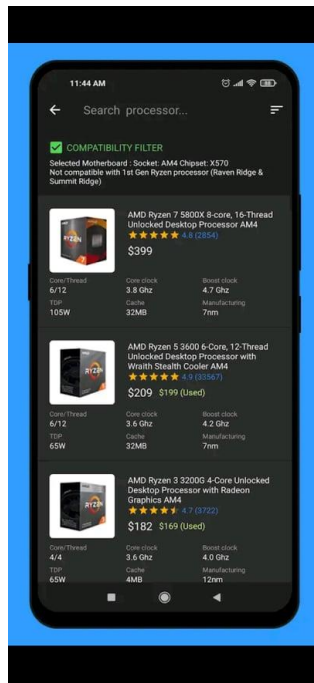 11:44 AM
Search processor...
COMPATIBILITY FILTER
Selected Motherboard : Socket: AM4 Chipset: X570
Not compatible with 1st Gen Ryzen processor (Raven Ridge &
Summit Ridge)
AMD Ryzen 7 5800X 8-core, 16-Thread
Unlocked Desktop Processor AM4
RYZEN
4.8 (2854)
$399
Core/Thread Core clock Boost clock
6/12 3.8 Ghz 4.7 Ghz
TDP Cache Manufacturing
105W 32MB 7nm
AMD Ryzen 5 3600 6-Core, 12-Thread
Unlocked Desktop Processor with
Wraith Stealth Cooler AM4
RYZEN
4.9 (33567)
$209 $199 (Used)
Core/Thread Core clock Boost clock
6/12 3.6 Ghz 4.2 Ghz
TDP Cache Manufacturing
65W 32MB 7nm
AMD Ryzen 3 3200G 4-Core Unlocked
Desktop Processor with Radeon
Graphics AM4
RYZEN
4.7 (3722)
$182 $169 (Used)
Core/Thread Core clock Boost clock
4/4 3.6 Ghz 4.0 Ghz
TDP Cache Manufacturing
65W 4MB 12nm